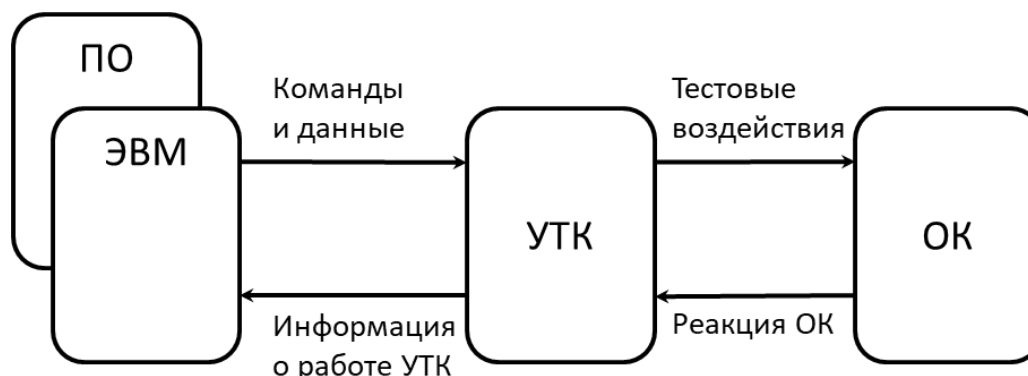 ПО
ЭВМ
Команды
и данные
УТК
Тестовые
воздействия
ОК
Информация
о работе УТК
Реакция ОК